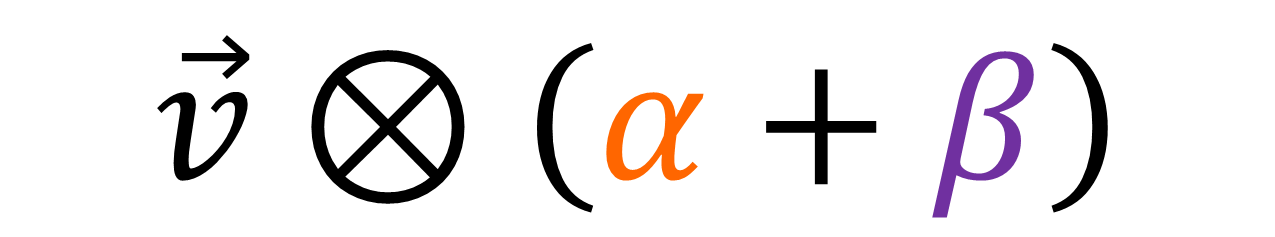 v⃗ ⊗ (α + β)